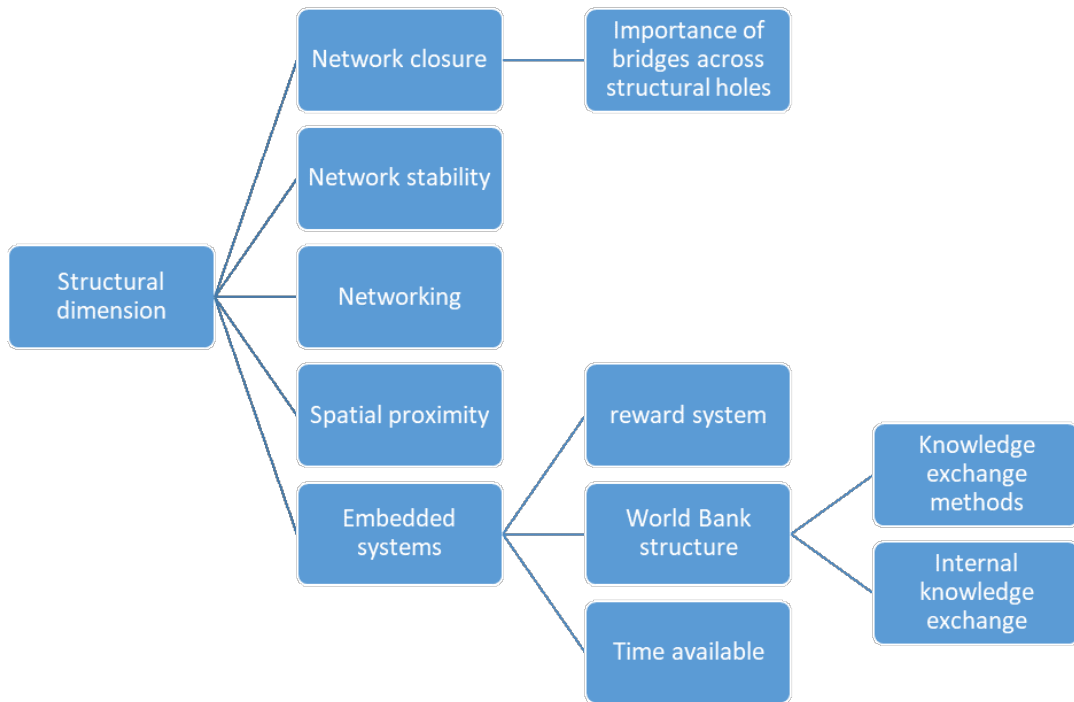 Structural
dimension
Network closure
Importance of
bridges across
structural holes
Network stability
Networking
Spatial proximity
Embedded
systems
reward system
World Bank
structure
Knowledge
exchange
methods
Internal
knowledge
exchange
Time available